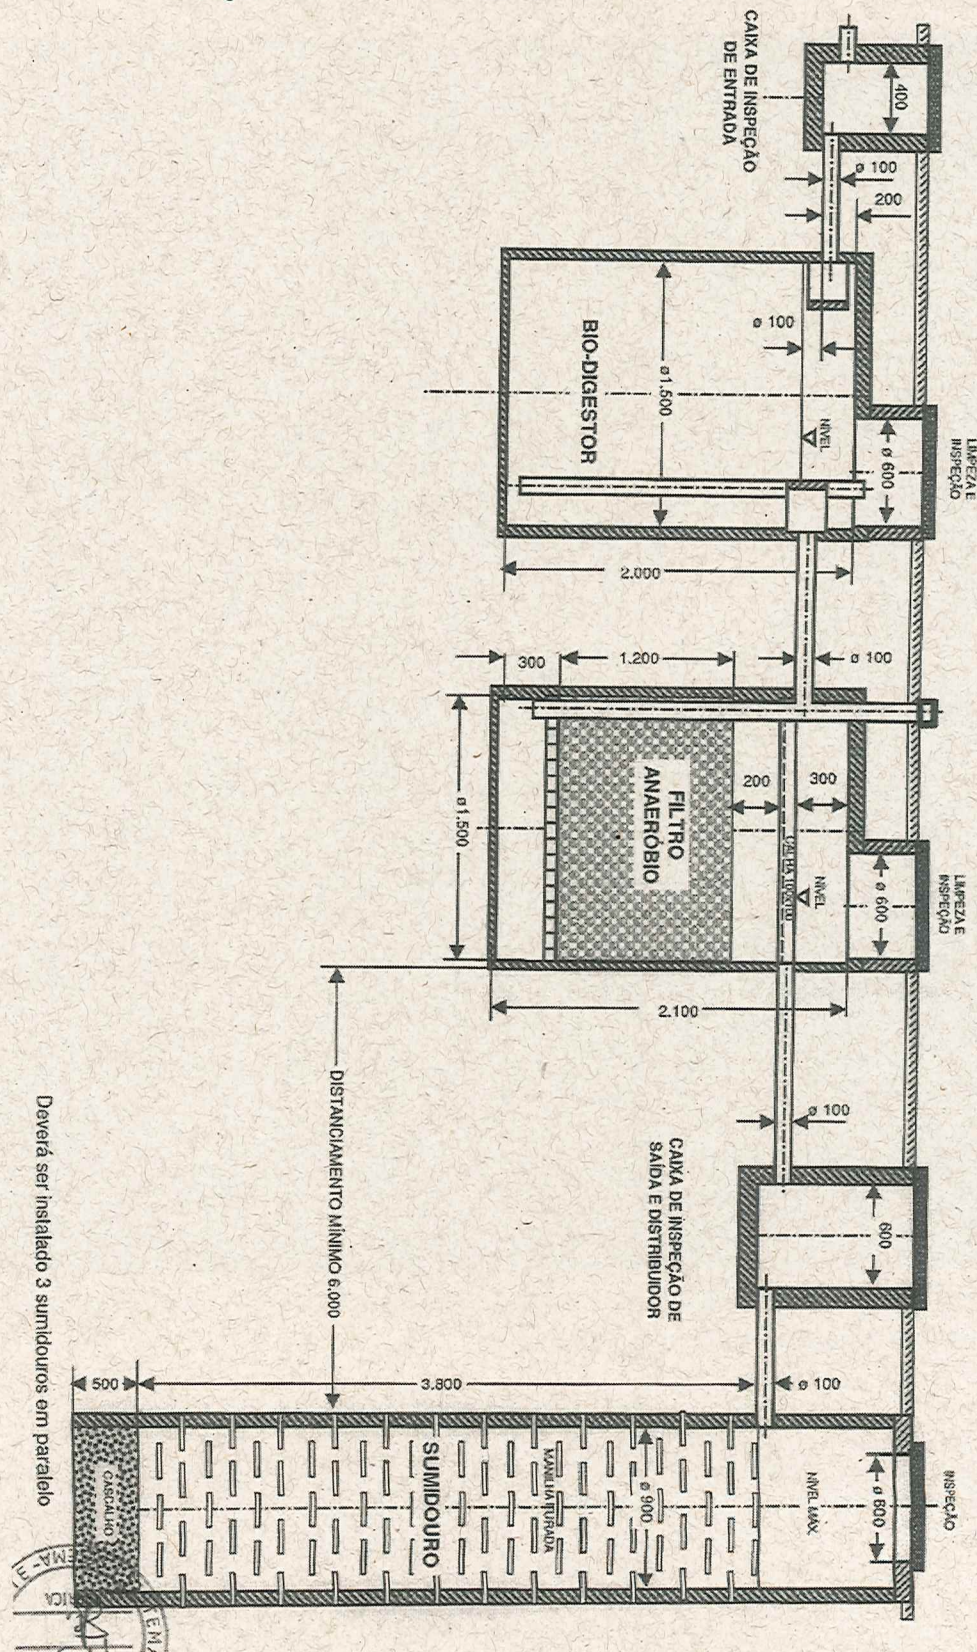 CAIXA DE INSPEÇÃO
DE ENTRADA
400
ø 100
200
ø 100
BIO-DIGESTOR
ø1.500
NÍVEL
ø 600
LIMPEZA E
INSPEÇÃO
2.000
300
1.200
ø 100
ø1.500
FILTRO
ANAERÓBIO
200
300
NÍVEL
ø 600
LIMPEZA E
INSPEÇÃO
2.100
DISTANCIAMENTO MÍNIMO 6.000
ø 100
CAIXA DE INSPEÇÃO DE
SAÍDA E DISTRIBUIDOR
600
500
3.800
ø 100
CASCALHO
SUMIDOURO
MANILHA FURADA
ø 900
NÍVEL MÁX.
ø 600
INSPEÇÃO
Deverá ser instalado 3 sumidouros em paralelo